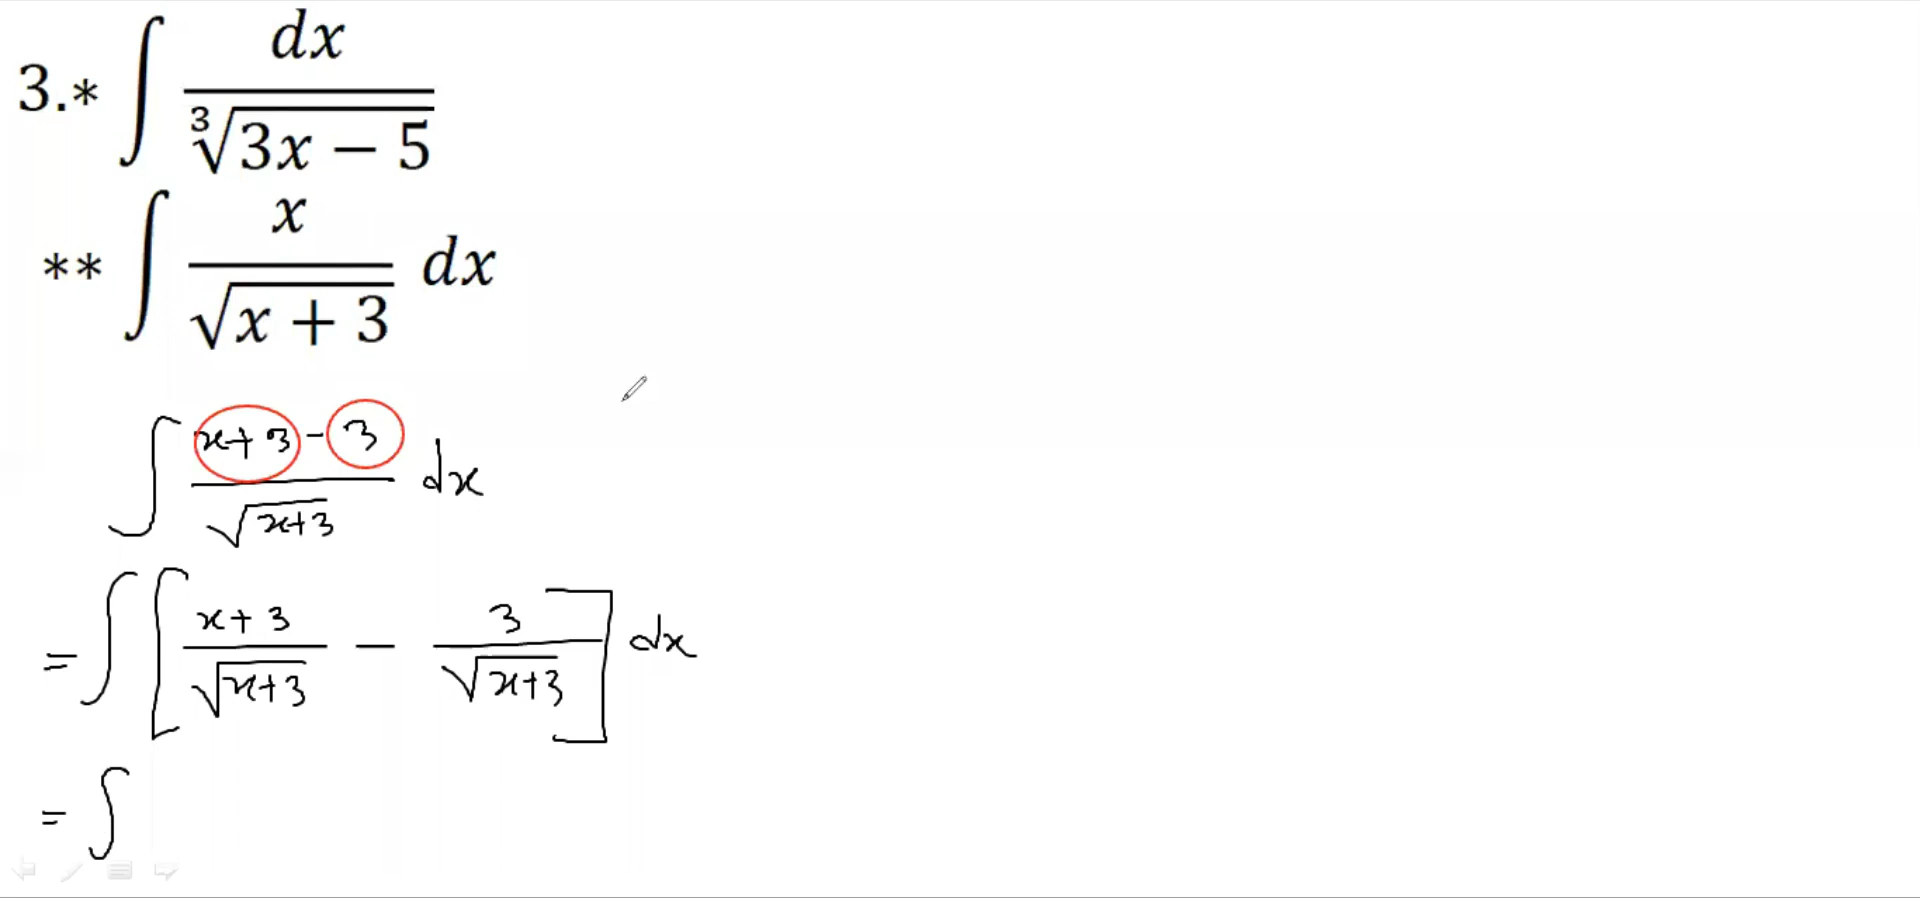 3.* ∫ dx / ∛(3x − 5)
** ∫ x / √(x + 3) dx
∫ (x+3 - 3) / √(x+3) dx
= ∫ [ (x+3) / √(x+3) − 3 / √(x+3) ] dx
= ∫